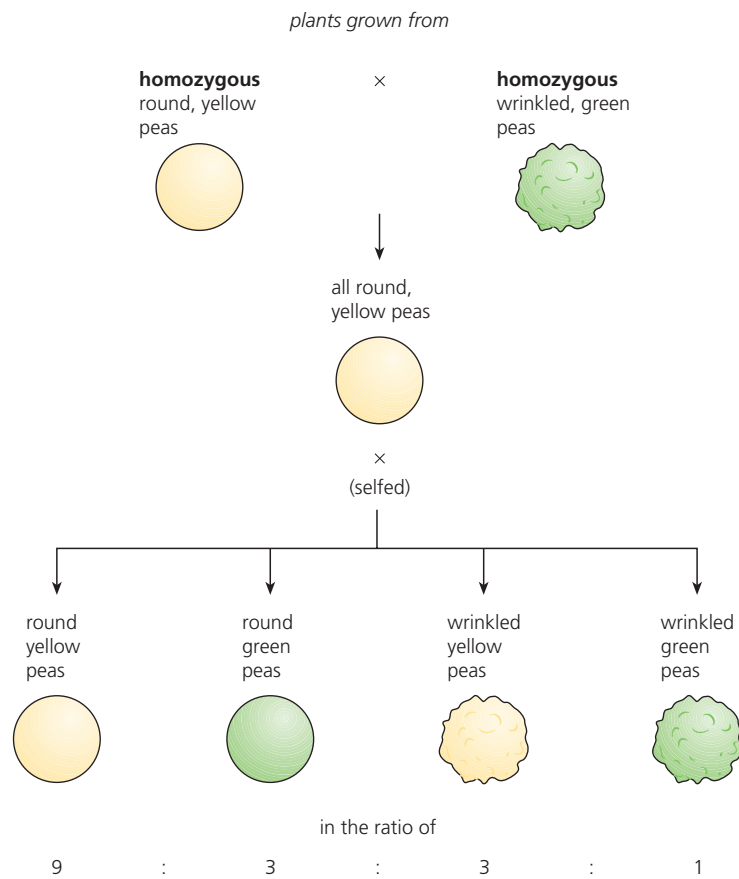 plants grown from
homozygous × homozygous
round, yellow wrinkled, green
peas peas
all round,
yellow peas
×
(selfed)
round round wrinkled wrinkled
yellow green yellow green
peas peas peas peas
in the ratio of
9 : 3 : 3 : 1